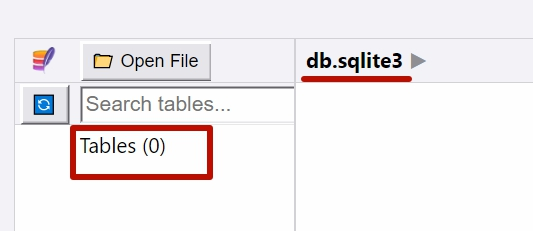 Open File
db.sqlite3
Search tables...
Tables (0)